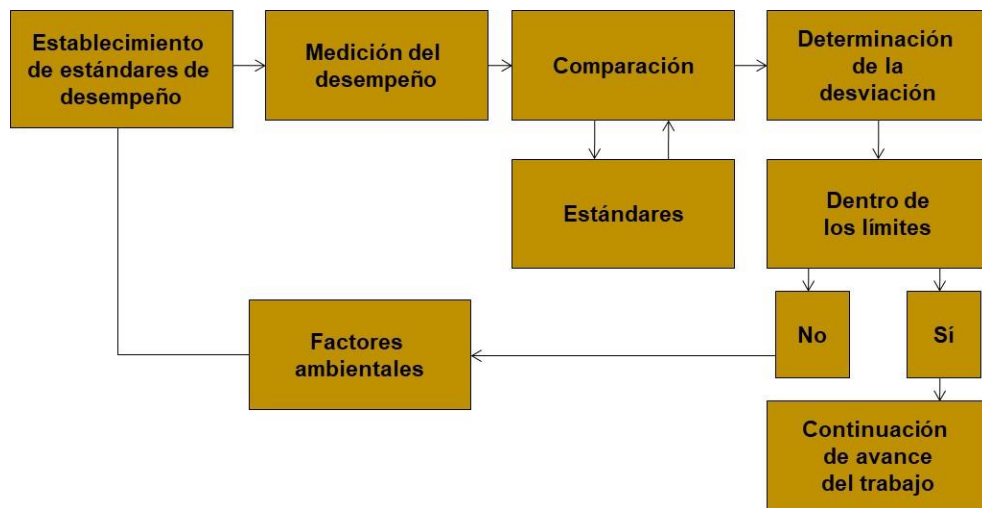 Establecimiento
de estándares de
desempeño
Medición del
desempeño
Comparación
Determinación
de la
desviación
Estándares
Dentro de
los límites
No
Sí
Factores
ambientales
Continuación
de avance
del trabajo